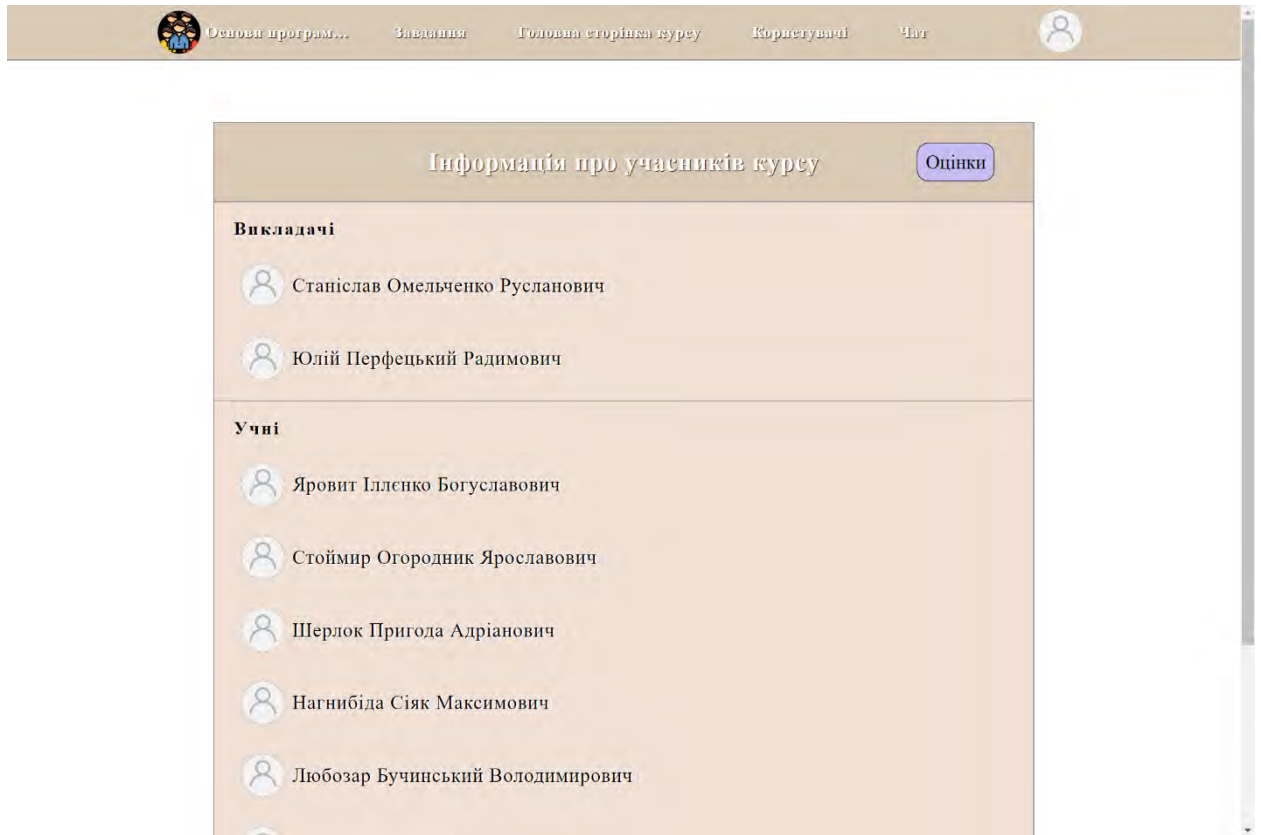 Основи програм... Завдання Головна сторінка курсу Користувачі Чат
Інформація про учасників курсу Оцінки
Викладачі
Станіслав Омельченко Русланович
Юлій Перфецький Радимович
Учні
Яровит Іллєнко Богуславович
Стоймир Огородник Ярославович
Шерлок Пригода Адріанович
Нагнибіда Сіяк Максимович
Любозар Бучинський Володимирович